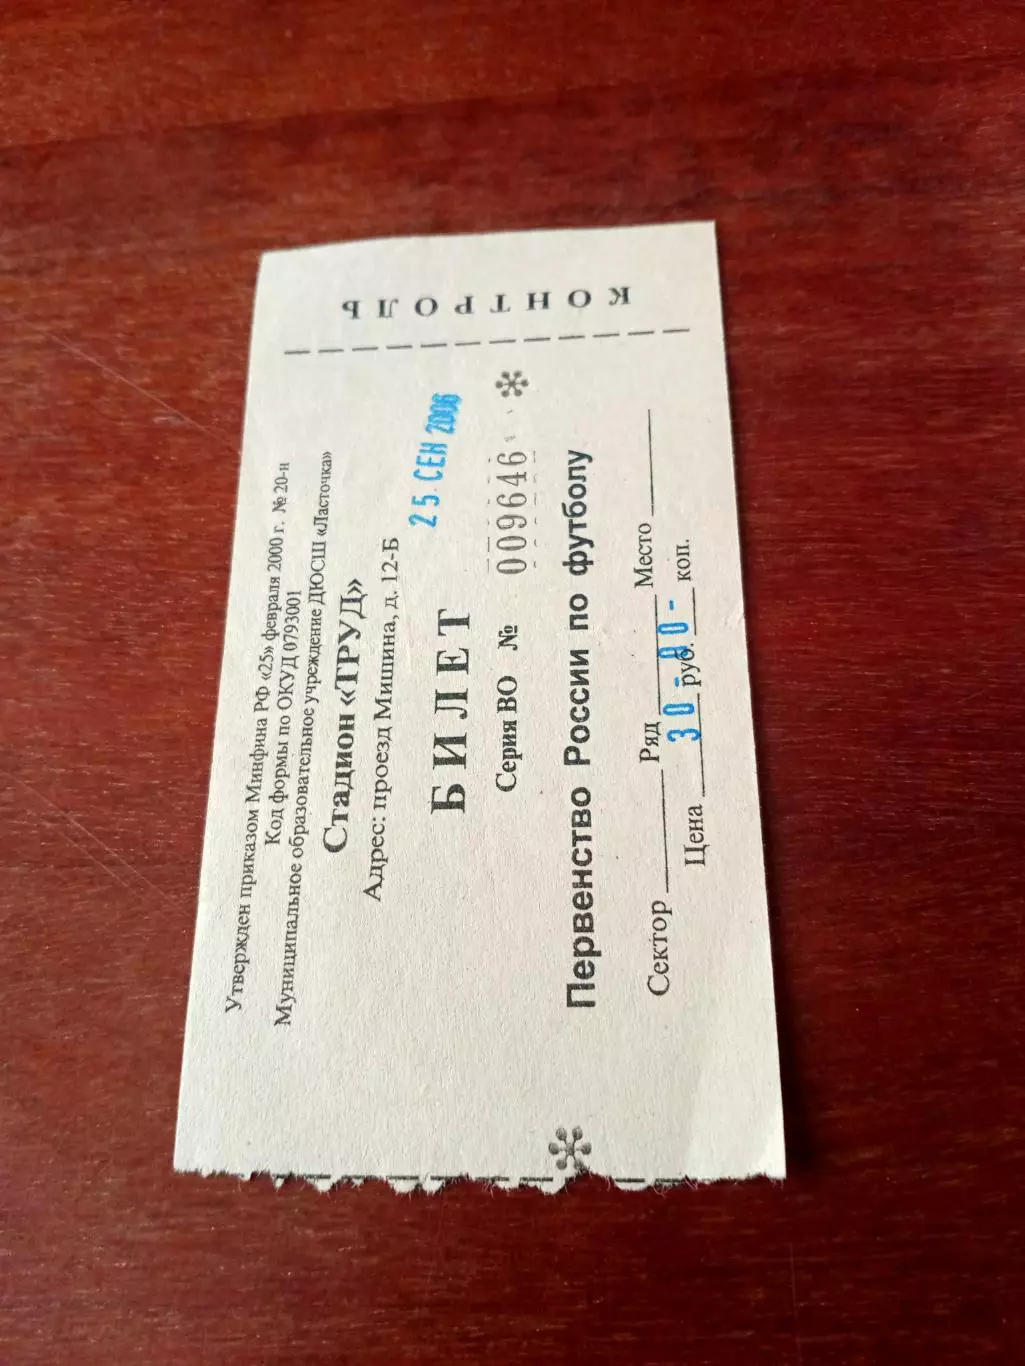 КОНТРОЛЬ
Утвержден приказом Минфина РФ «25» февраля 2000 г. № 20-н
Код формы по ОКУД 0793001
Муниципальное образовательное учреждение ДЮСШ «Ласточка»
Стадион «ТРУД»
Адрес: проезд Мишина, д. 12-Б
25. СЕН 2006
БИЛЕТ
Серия ВО № 009646
Первенство России по футболу
Сектор Ряд Место
Цена 30-00- руб. коп.